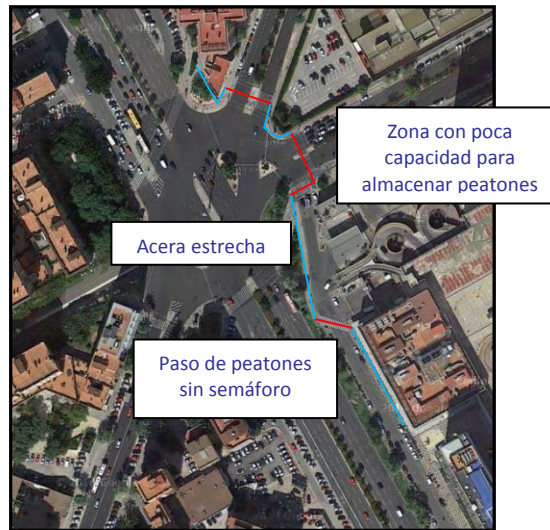 Zona con poca
capacidad para
almacenar peatones
Acera estrecha
Paso de peatones
sin semáforo